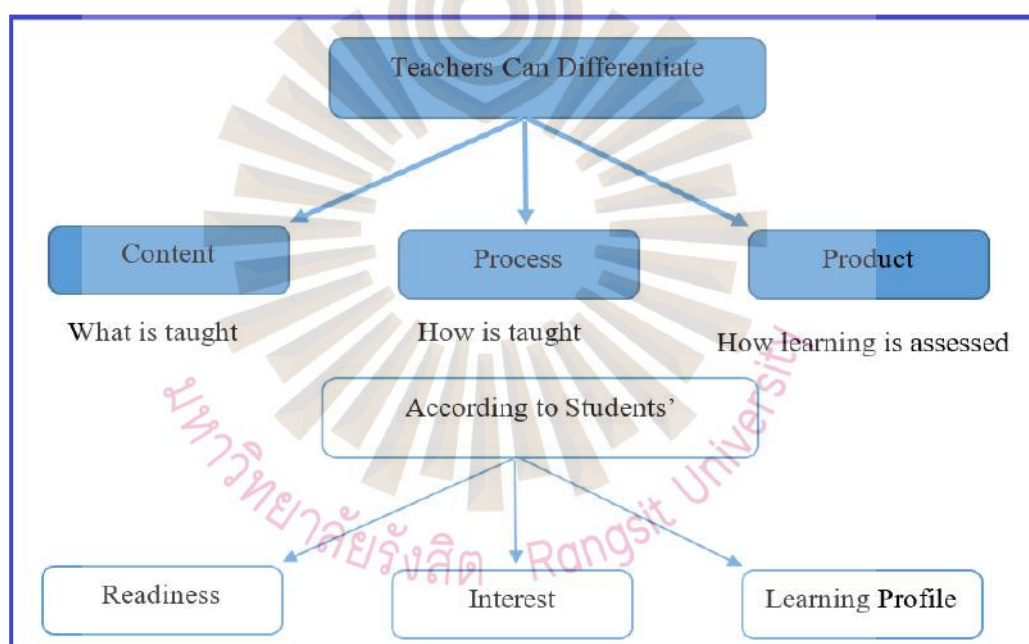 Teachers Can Differentiate
Content
Process
Product
What is taught
How is taught
How learning is assessed
According to Students'
Readiness
Interest
Learning Profile
มหาวิทยาลัยรังสิต Rangsit University